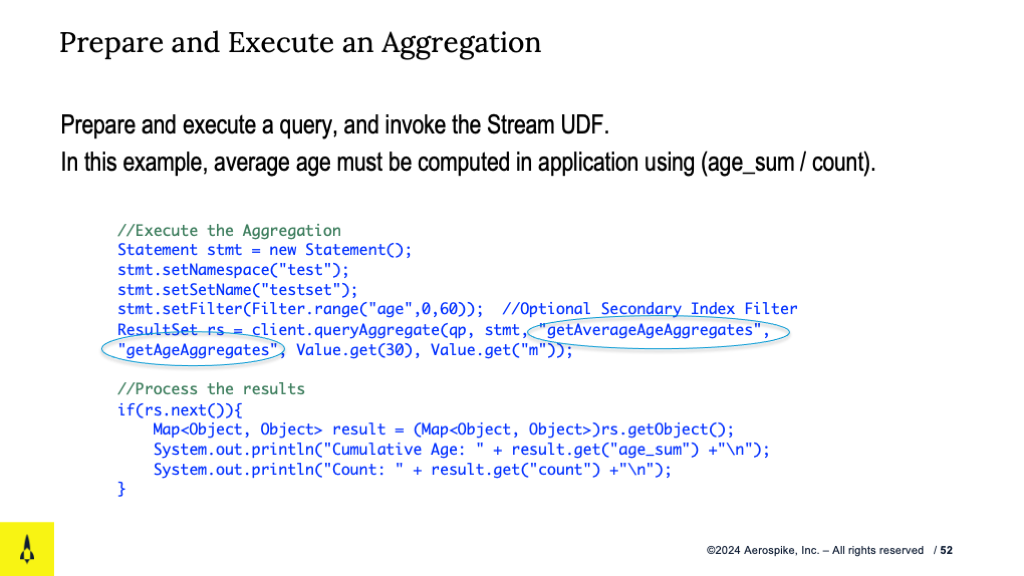 Prepare and Execute an Aggregation
Prepare and execute a query, and invoke the Stream UDF.
In this example, average age must be computed in application using (age_sum / count).
//Execute the Aggregation
Statement stmt = new Statement();
stmt.setNamespace("test");
stmt.setSetName("testset");
stmt.setFilter(Filter.range("age",0,60));  //Optional Secondary Index Filter
ResultSet rs = client.queryAggregate(qp, stmt, "getAverageAgeAggregates",
"getAgeAggregates", Value.get(30), Value.get("m"));
//Process the results
if(rs.next()){
    Map<Object, Object> result = (Map<Object, Object>)rs.getObject();
    System.out.println("Cumulative Age: " + result.get("age_sum") +"\n");
    System.out.println("Count: " + result.get("count") +"\n");
}
©2024 Aerospike, Inc. – All rights reserved / 52